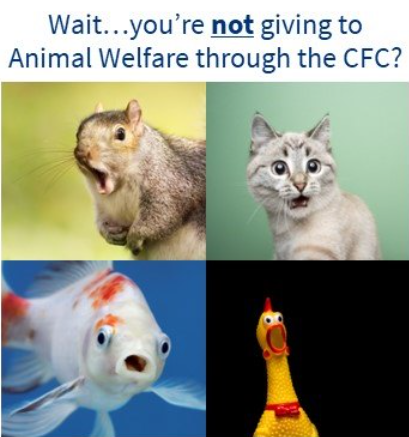 Wait…you’re not giving to
Animal Welfare through the CFC?